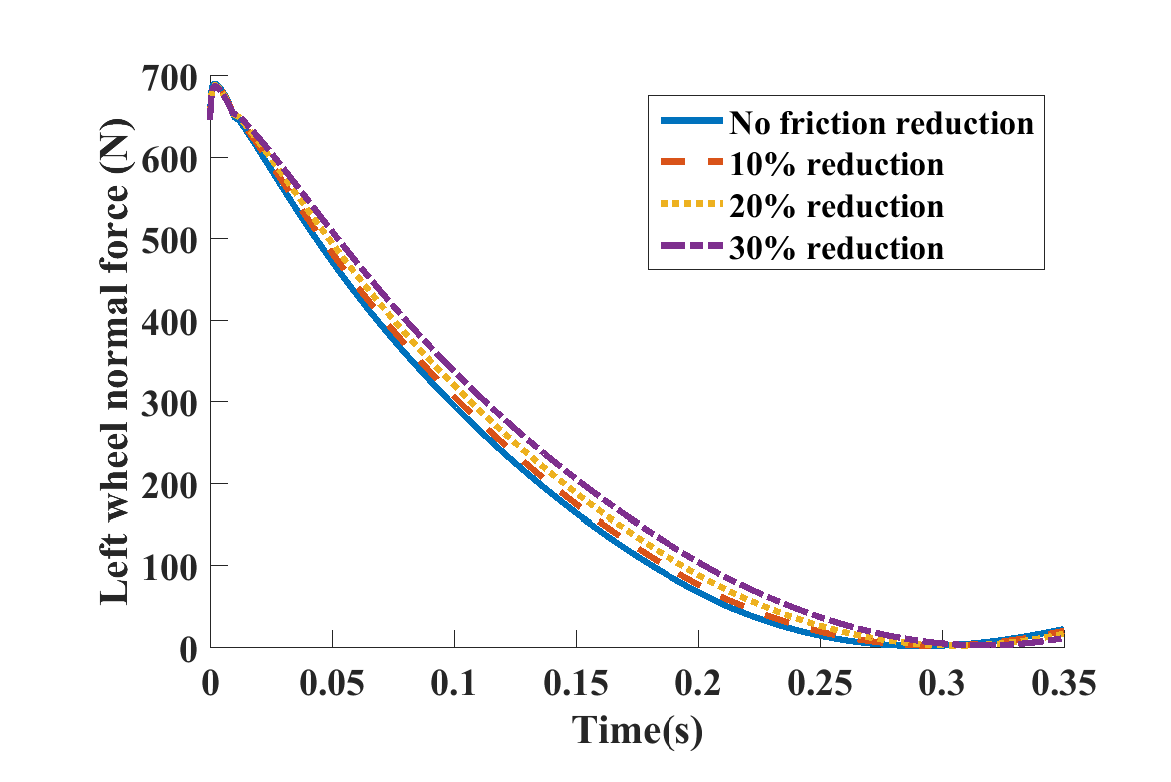 700
600
500
400
300
200
100
0
Left wheel normal force (N)
No friction reduction
10% reduction
20% reduction
30% reduction
0 0.05 0.1 0.15 0.2 0.25 0.3 0.35
Time(s)